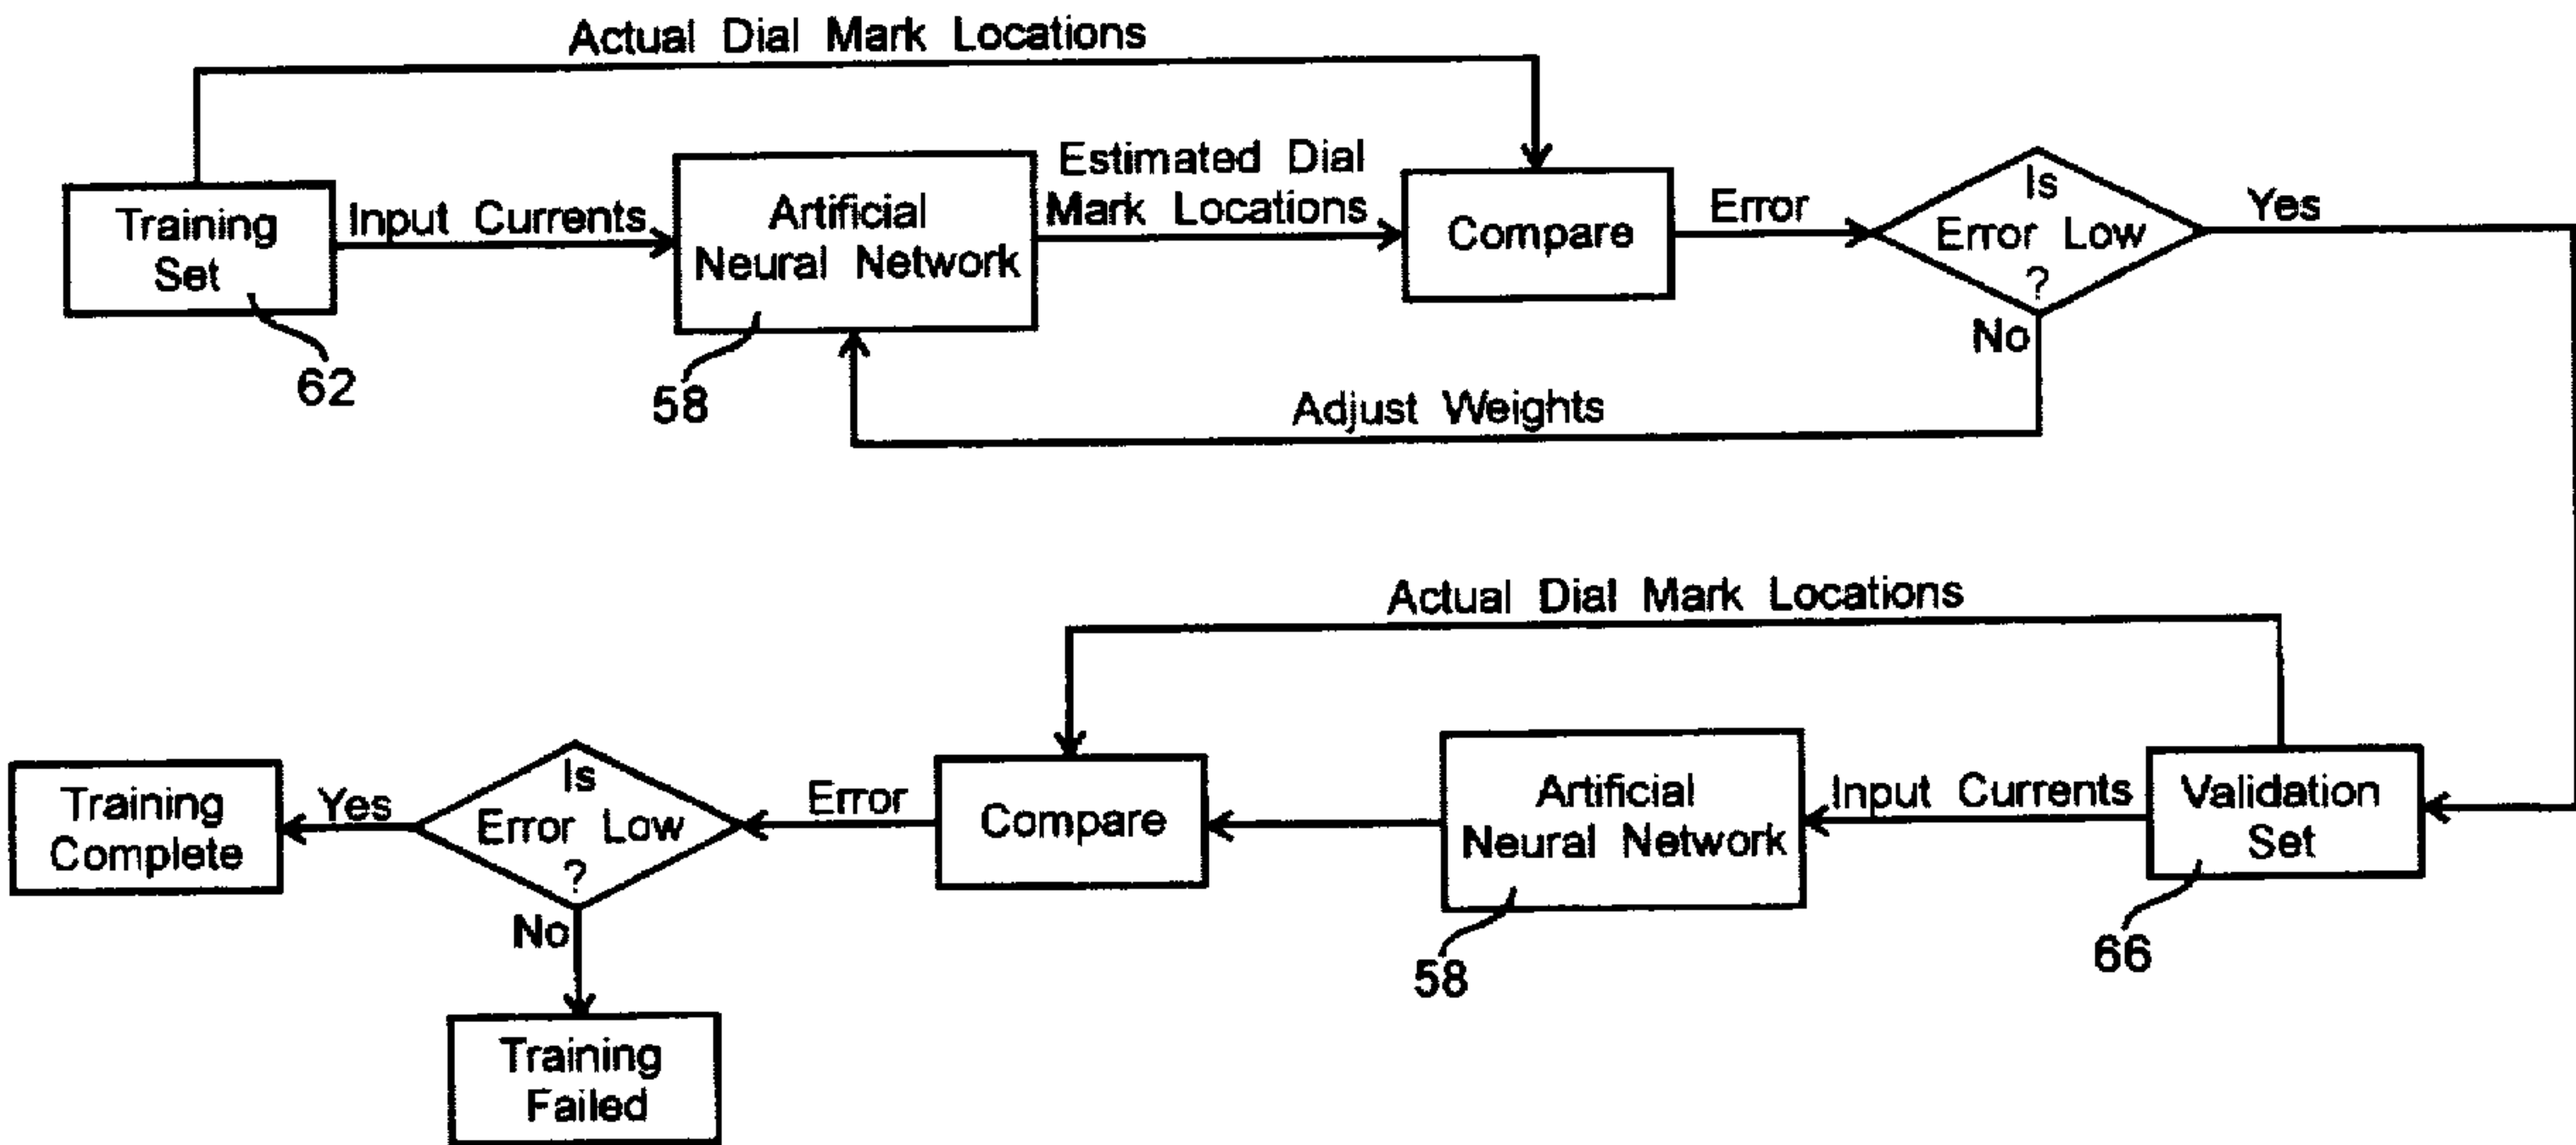 Actual Dial Mark Locations
Training
Set
Input Currents
Artificial
Neural Network
Estimated Dial
Mark Locations
Compare
Error
Is
Error Low
?
Yes
No
62
58
Adjust Weights
Actual Dial Mark Locations
Validation
Set
Input Currents
Artificial
Neural Network
Compare
Error
Is
Error Low
?
Yes
Training
Complete
No
66
58
Training
Failed